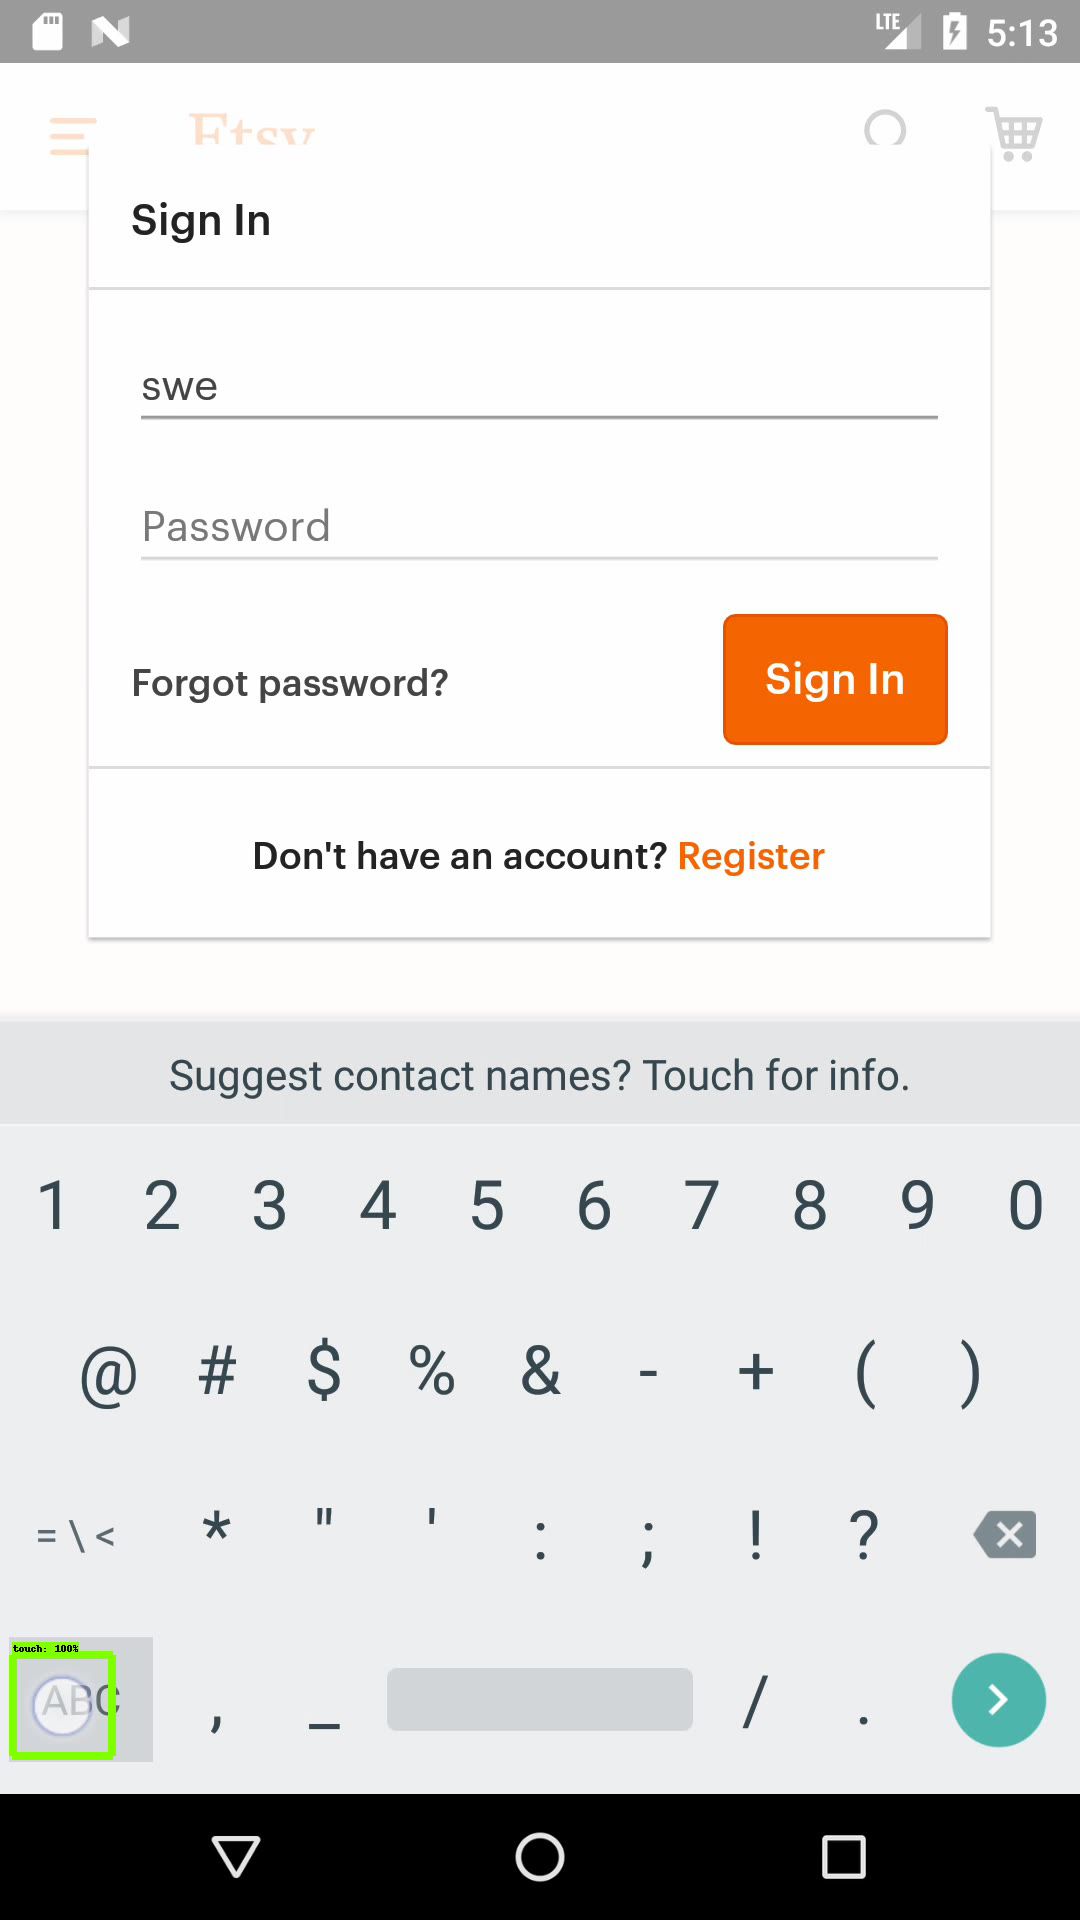 LTE 5:13
Etsy
Sign In
swe
Password
Forgot password? Sign In
Don't have an account? Register
Suggest contact names? Touch for info.
1 2 3 4 5 6 7 8 9 0
@ # $ % & - + ( )
= \ < * " ' : ; ! ?
touch: 100%
ABC , _ / .